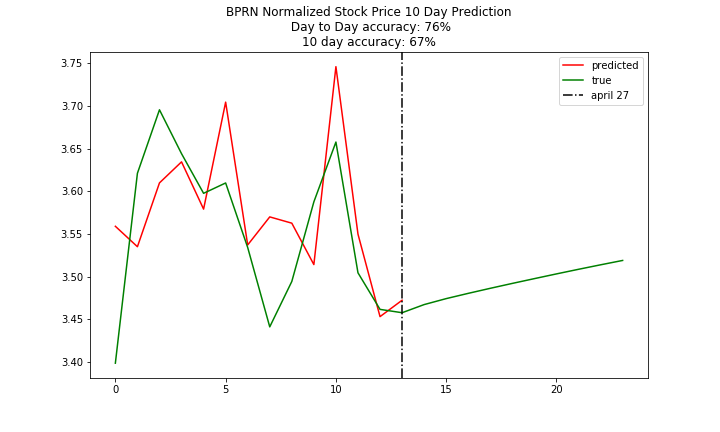 BPRN Normalized Stock Price 10 Day Prediction
Day to Day accuracy: 76%
10 day accuracy: 67%
predicted
true
april 27
3.75
3.70
3.65
3.60
3.55
3.50
3.45
3.40
0
5
10
15
20